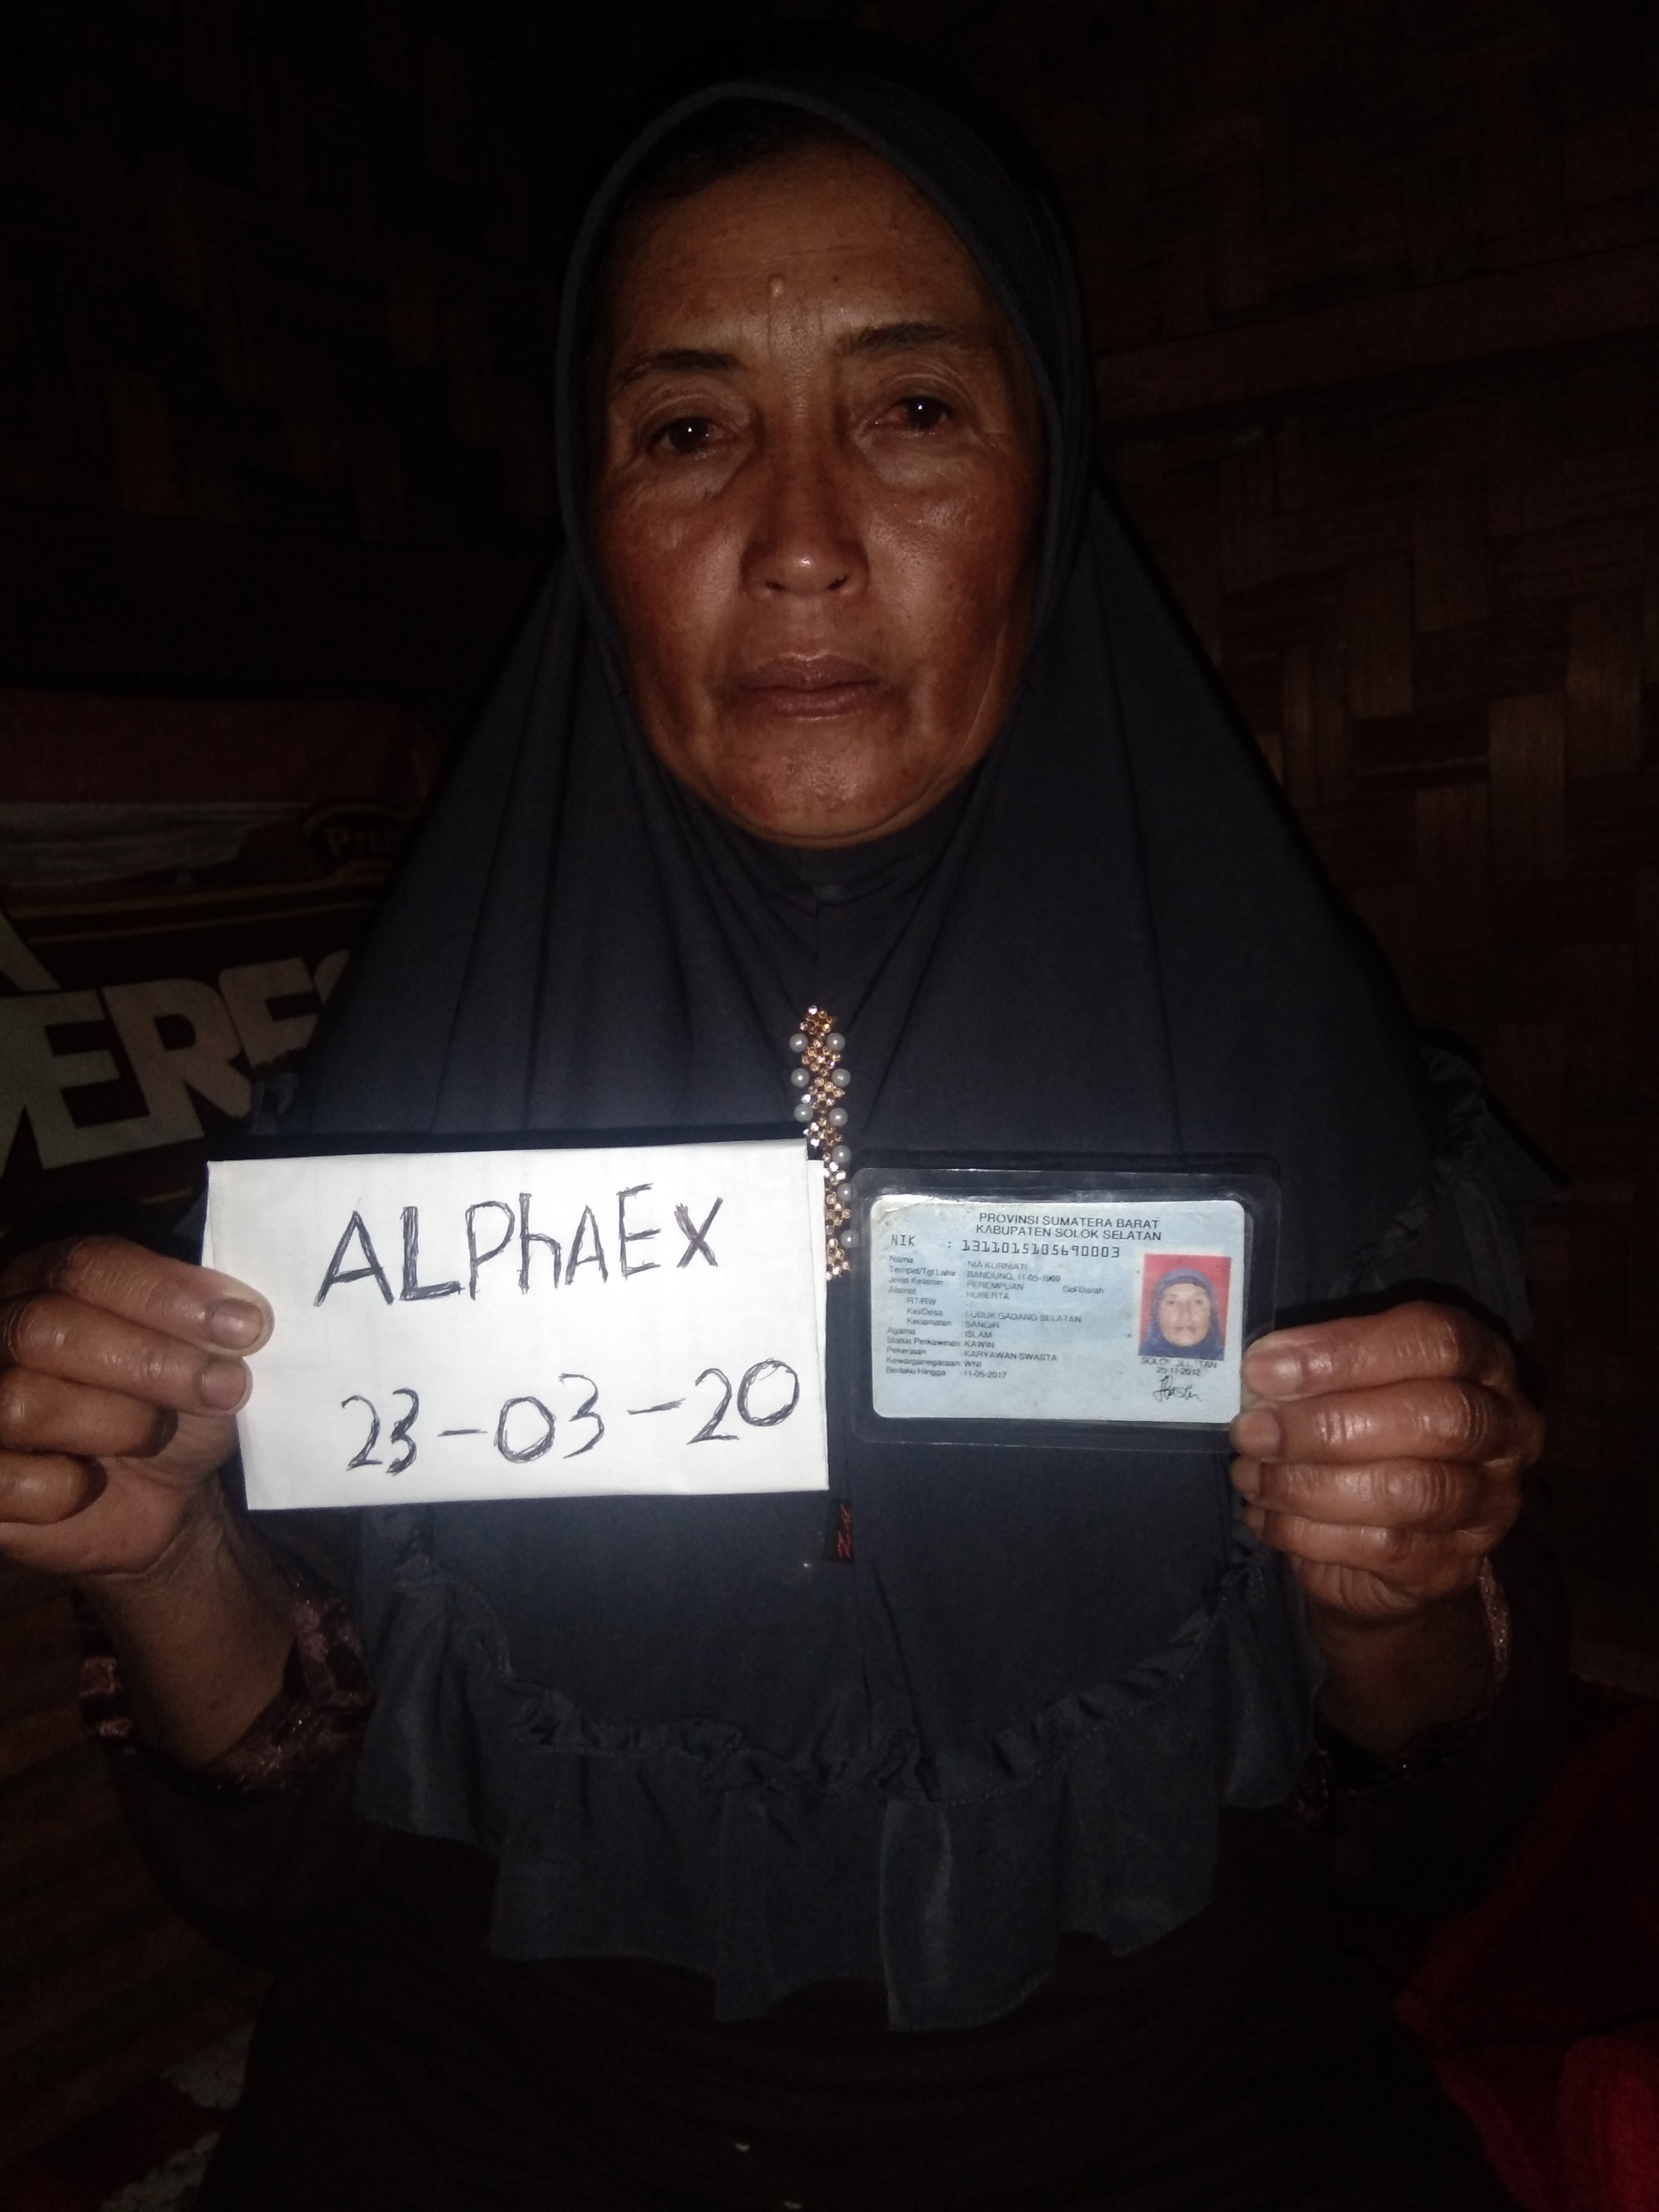 Prem
VERE
ALPhAEx
23-03-20
PROVINSI SUMATERA BARAT
KABUPATEN SOLOK SELATAN
NIK : 1311015105690003
Nama NIA KURNIATI
Tempat/Tgl Lahir BANDUNG, 11-05-1969
Jenis Kelamin PEREMPUAN Gol Darah
Alamat HUBERTA
RT/RW
Kel/Desa LUBUK GADANG SELATAN
Kecamatan SANGIR
Agama ISLAM
Status Perkawinan KAWIN
Pekerjaan KARYAWAN SWASTA
Kewarganegaraan WNI
Berlaku Hingga 11-05-2017
SOLOK SELATAN
25-11-2012